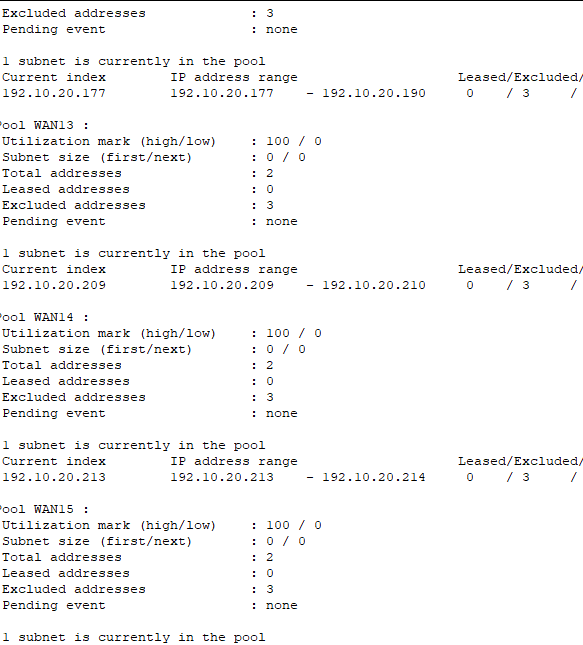 Excluded addresses : 3
Pending event : none
1 subnet is currently in the pool
Current index IP address range Leased/Excluded/
192.10.20.177 192.10.20.177 - 192.10.20.190 0 / 3 /
Pool WAN13 :
Utilization mark (high/low) : 100 / 0
Subnet size (first/next) : 0 / 0
Total addresses : 2
Leased addresses : 0
Excluded addresses : 3
Pending event : none
1 subnet is currently in the pool
Current index IP address range Leased/Excluded/
192.10.20.209 192.10.20.209 - 192.10.20.210 0 / 3 /
Pool WAN14 :
Utilization mark (high/low) : 100 / 0
Subnet size (first/next) : 0 / 0
Total addresses : 2
Leased addresses : 0
Excluded addresses : 3
Pending event : none
1 subnet is currently in the pool
Current index IP address range Leased/Excluded/
192.10.20.213 192.10.20.213 - 192.10.20.214 0 / 3 /
Pool WAN15 :
Utilization mark (high/low) : 100 / 0
Subnet size (first/next) : 0 / 0
Total addresses : 2
Leased addresses : 0
Excluded addresses : 3
Pending event : none
1 subnet is currently in the pool